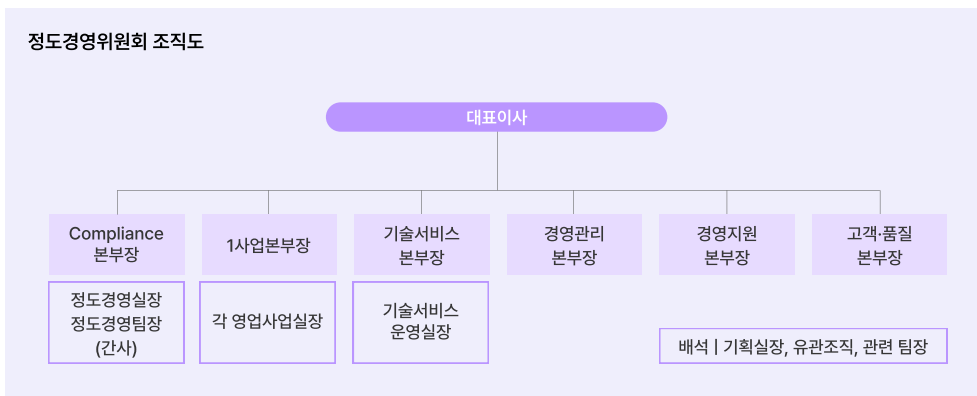 정도경영위원회 조직도
대표이사
Compliance
본부장
1사업본부장
기술서비스
본부장
경영관리
본부장
경영지원
본부장
고객·품질
본부장
정도경영실장
정도경영팀장
(간사)
각 영업사업실장
기술서비스
운영실장
배석 | 기획실장, 유관조직, 관련 팀장